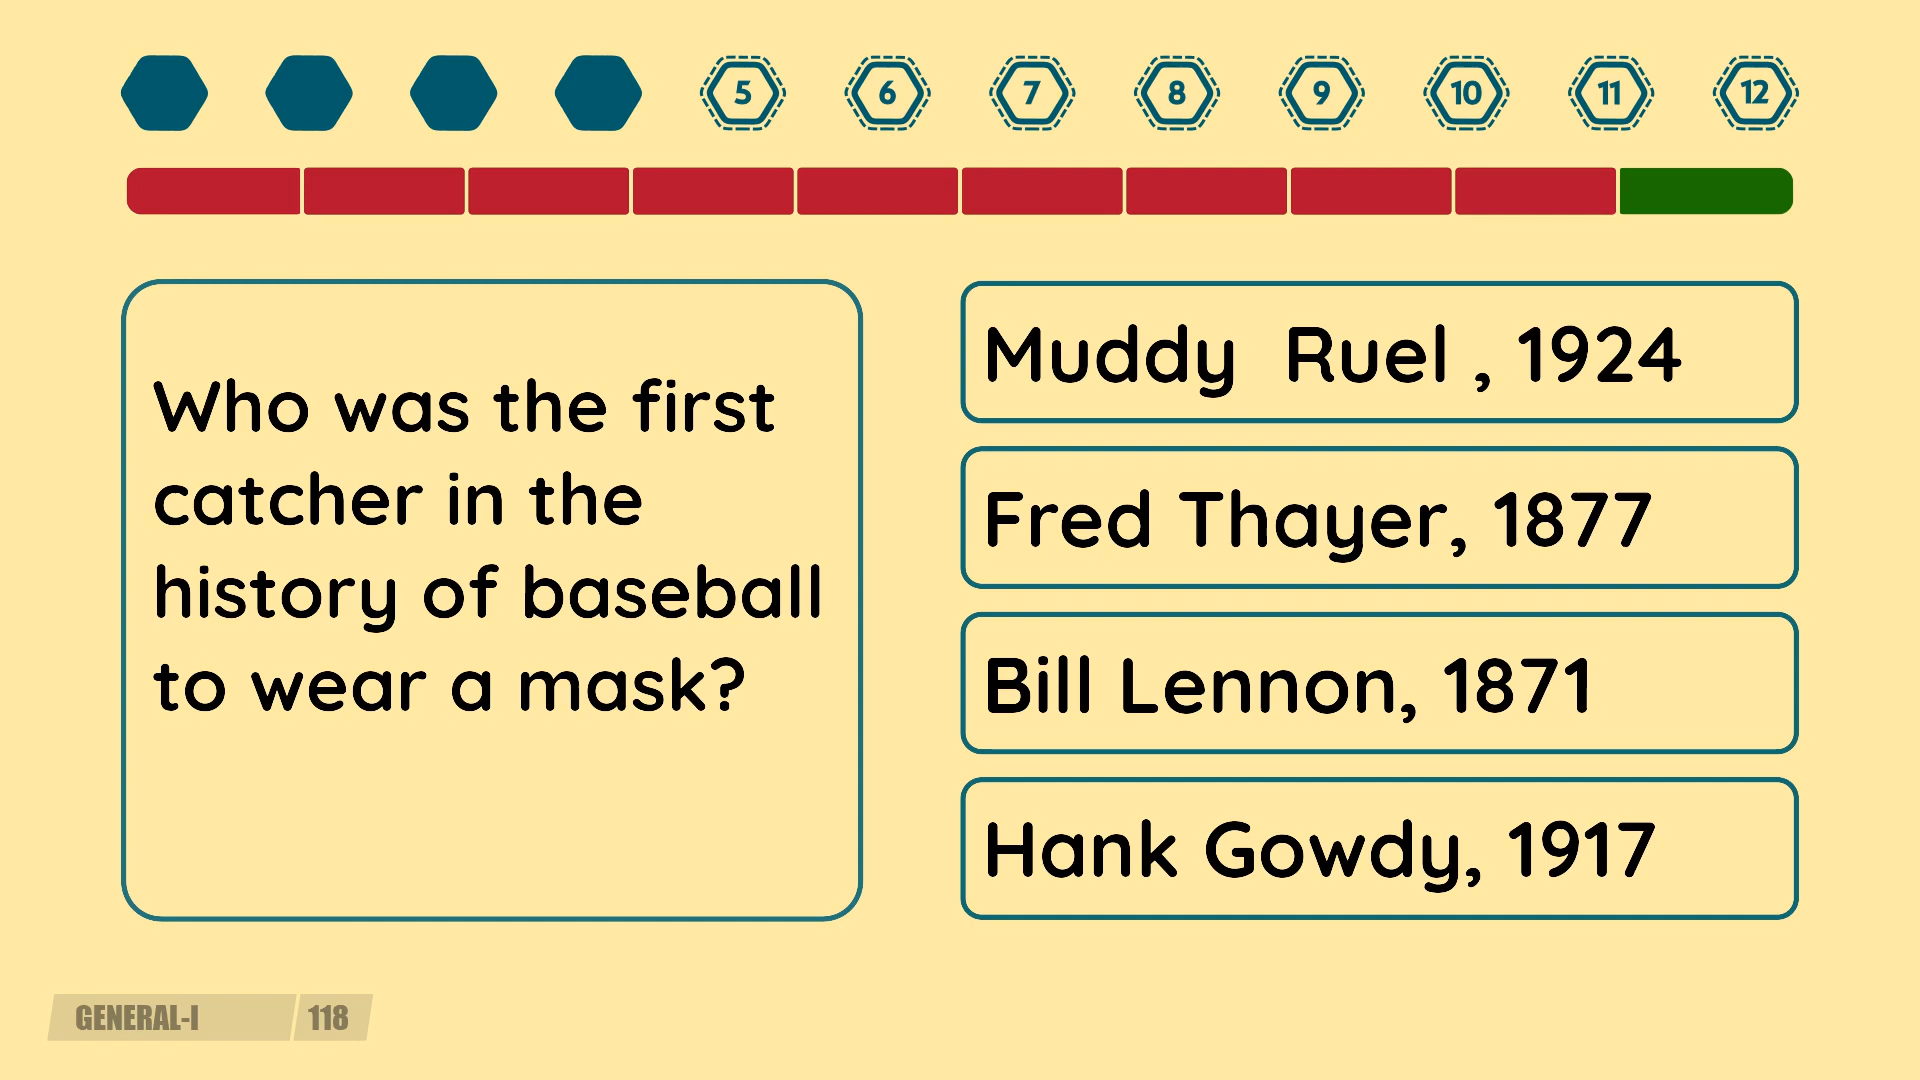 5 6 7 8 9 10 11 12
Who was the first
catcher in the
history of baseball
to wear a mask?
Muddy  Ruel , 1924
Fred Thayer, 1877
Bill Lennon, 1871
Hank Gowdy, 1917
GENERAL-I 118